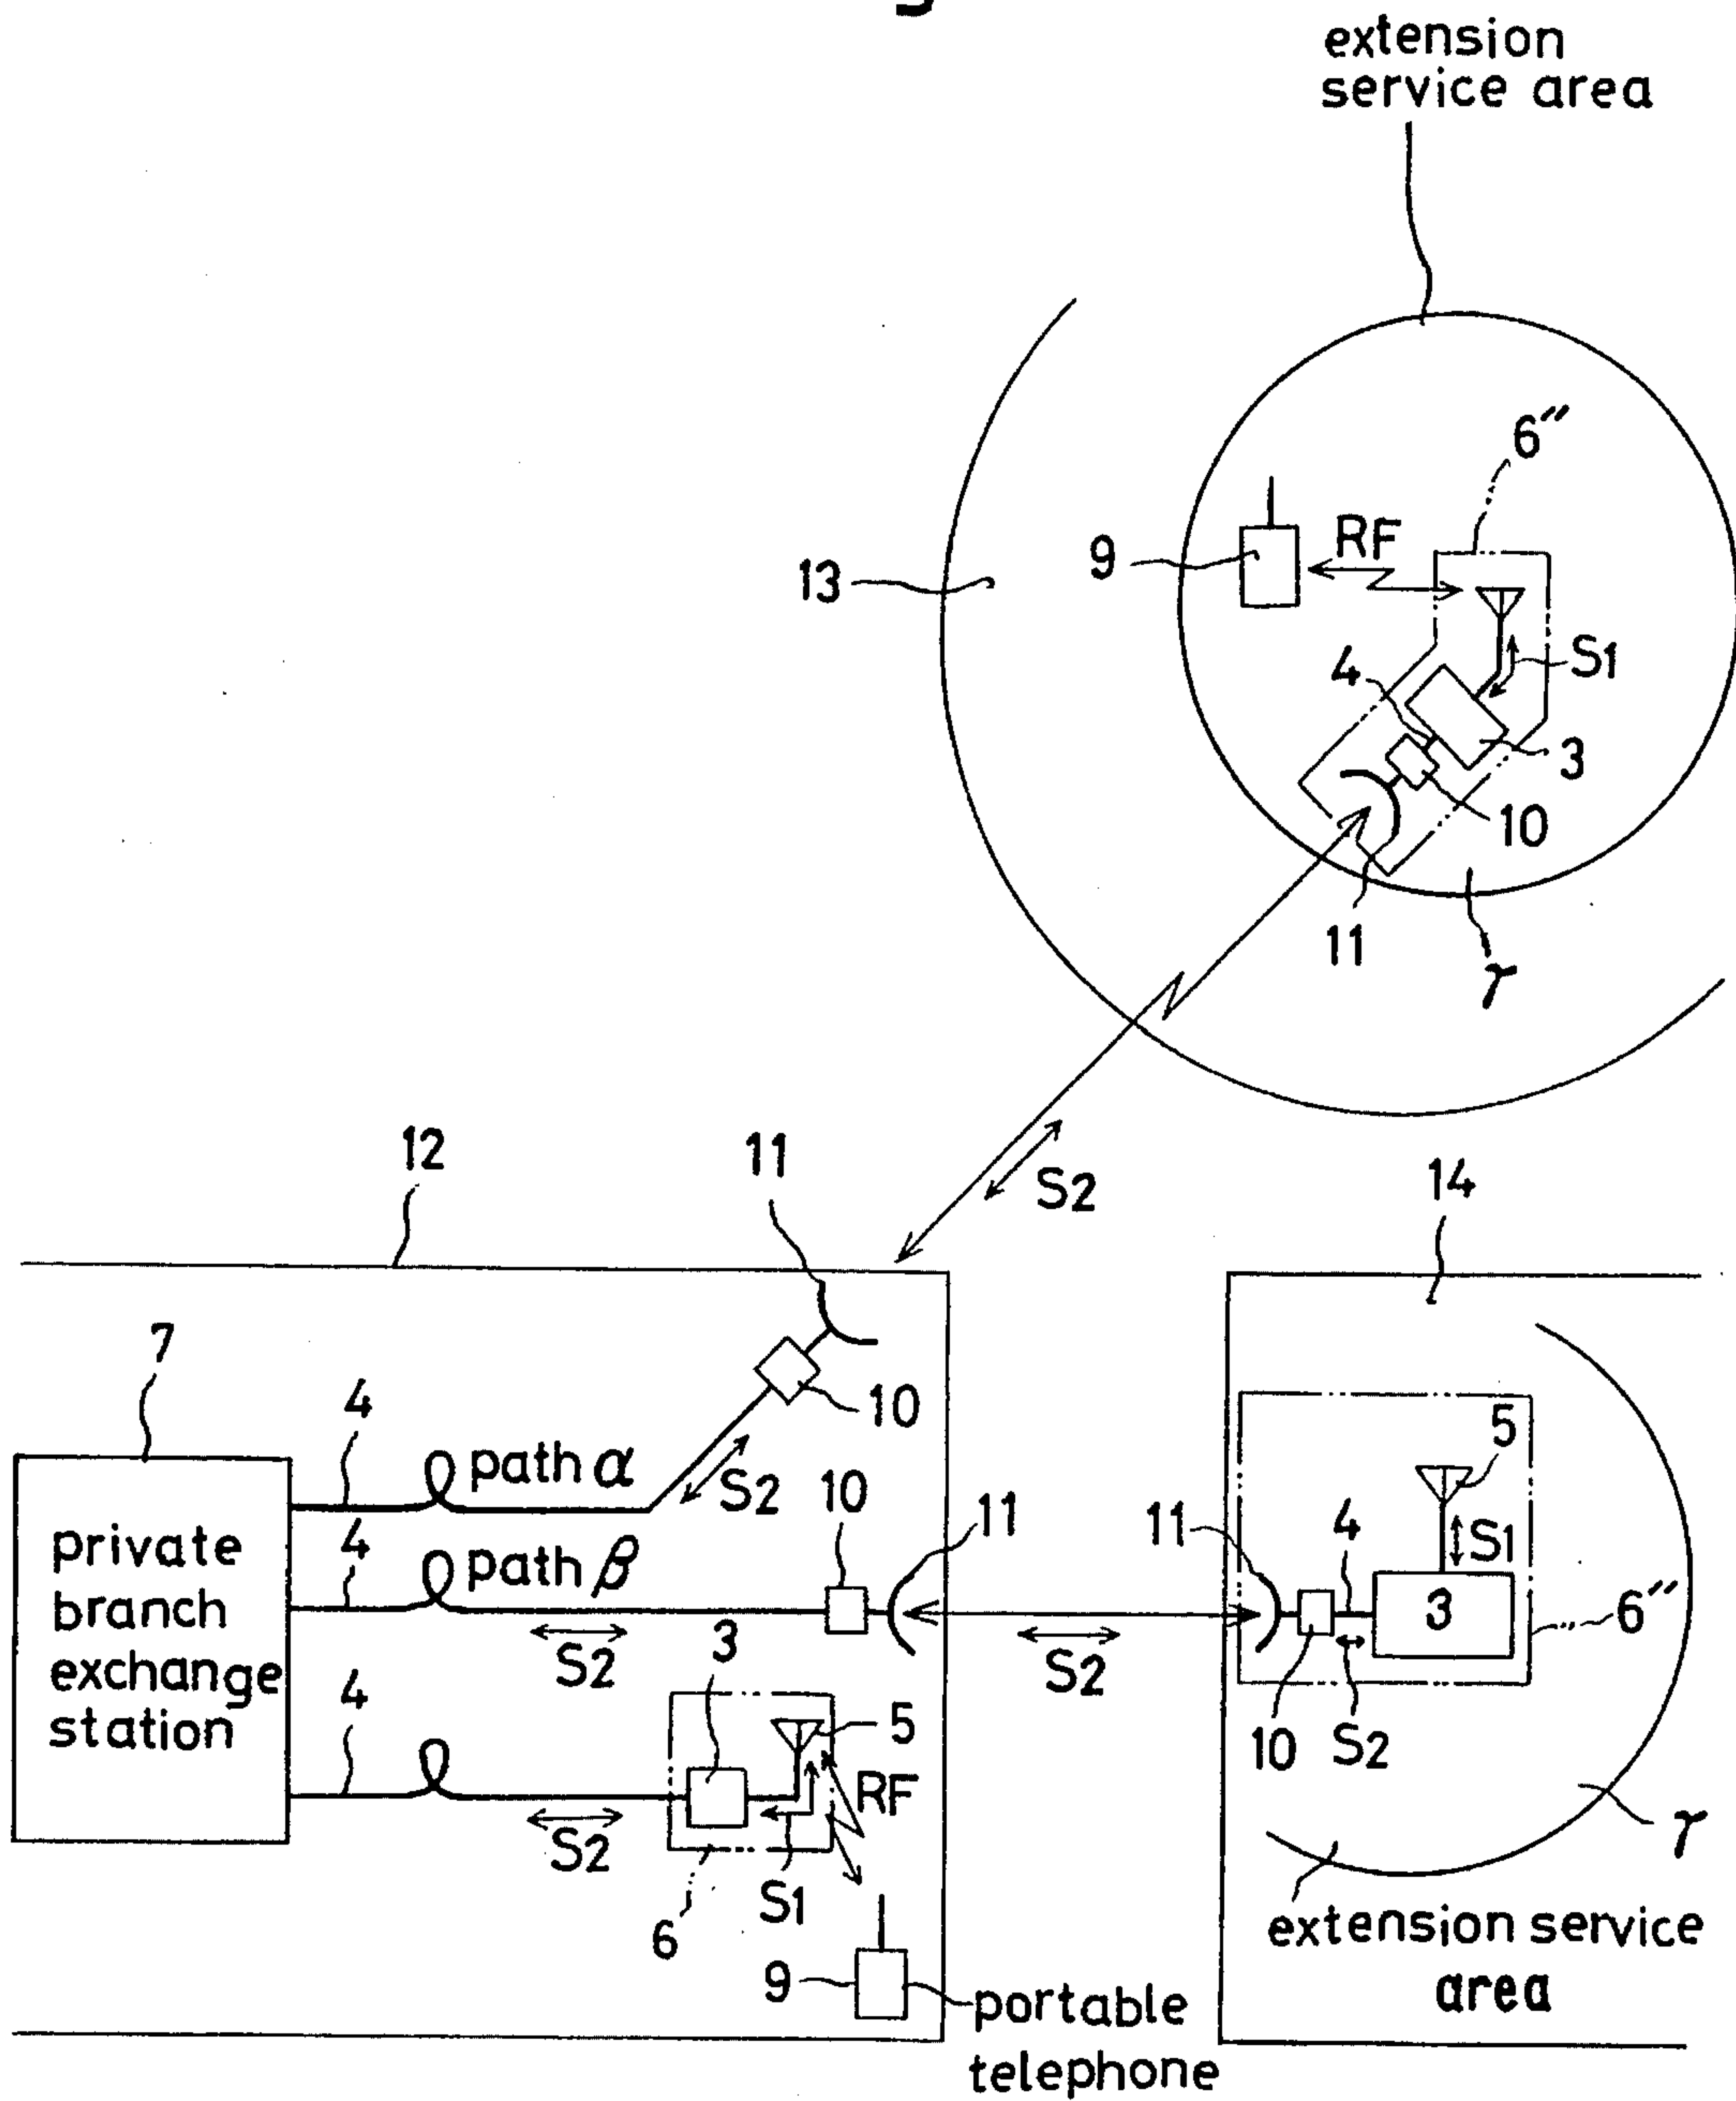 extension
service area
6″
9
RF
13
S1
4
3
10
11
γ
S2
12
11
14
7
4
10
path α
S2
5
private
branch
exchange
station
4
path β
10
11
11
4
S1
3
6″
S2
3
S2
10
S2
4
5
RF
γ
S2
S1
6
extension service
area
9
portable
telephone